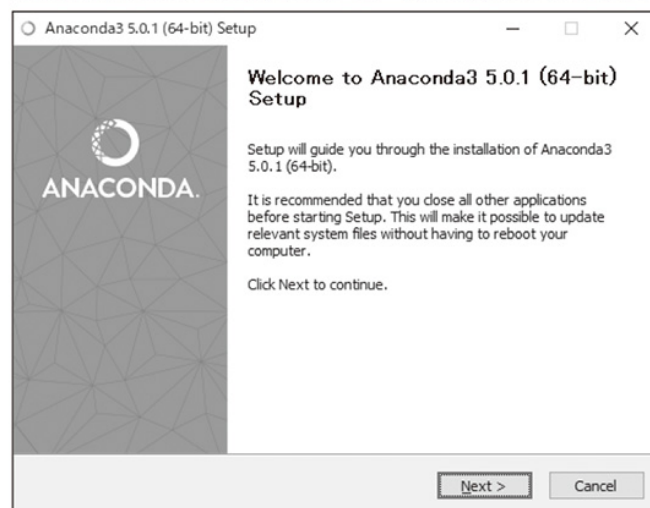 Anaconda3 5.0.1 (64-bit) Setup
Welcome to Anaconda3 5.0.1 (64-bit)
Setup
ANACONDA.
Setup will guide you through the installation of Anaconda3
5.0.1 (64-bit).
It is recommended that you close all other applications
before starting Setup. This will make it possible to update
relevant system files without having to reboot your
computer.
Click Next to continue.
Next >
Cancel